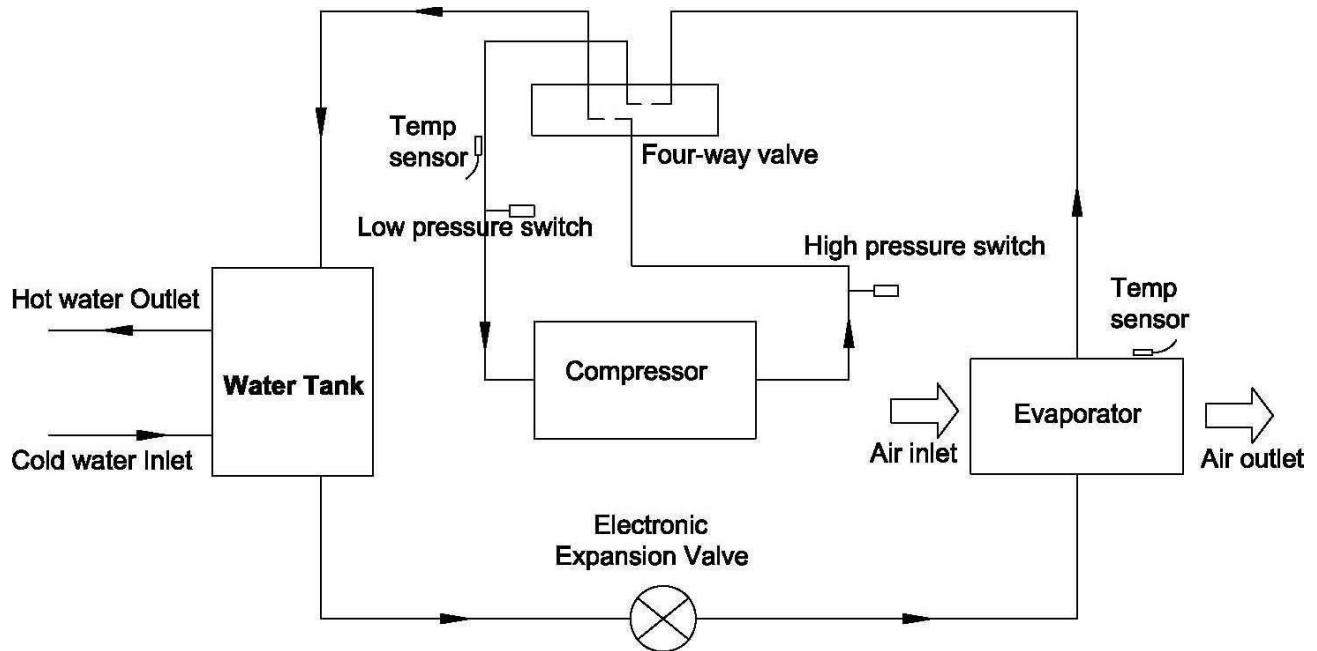 Temp
sensor
Four-way valve
Low pressure switch
High pressure switch
Hot water Outlet
Temp
sensor
Water Tank
Compressor
Evaporator
Cold water Inlet
Air inlet
Air outlet
Electronic
Expansion Valve